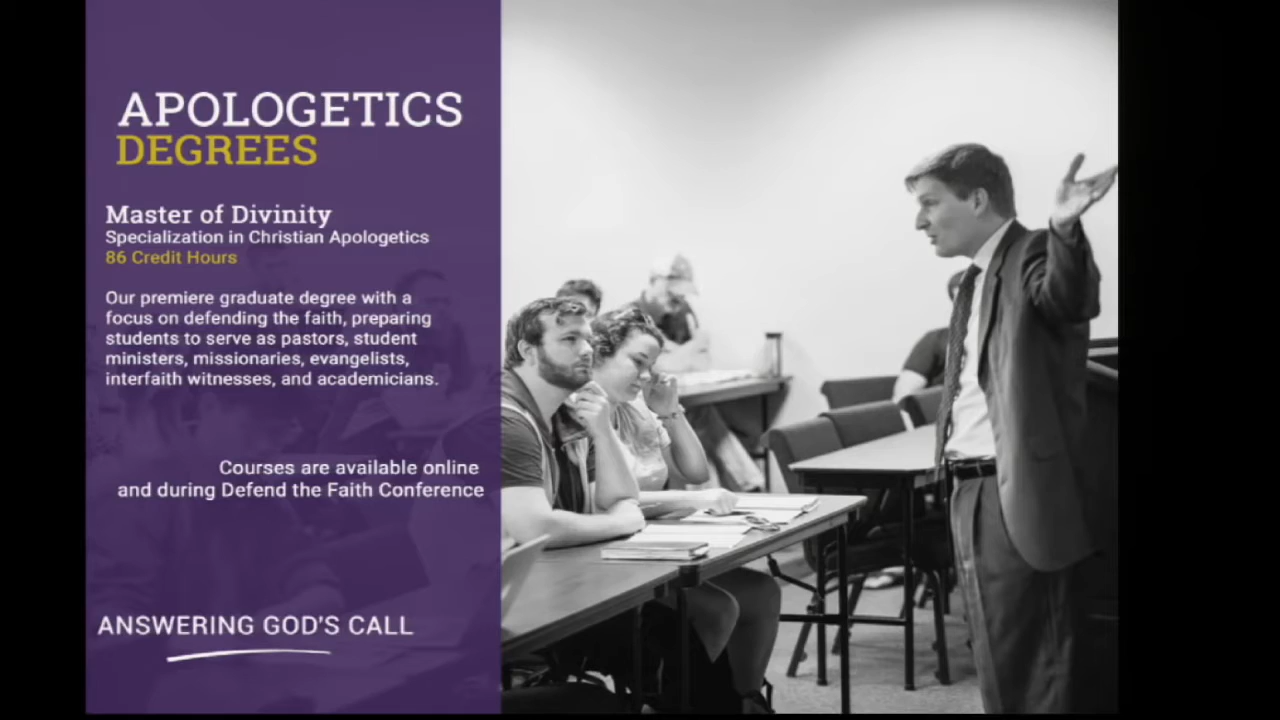 APOLOGETICS
DEGREES
Master of Divinity
Specialization in Christian Apologetics
86 Credit Hours
Our premiere graduate degree with a
focus on defending the faith, preparing
students to serve as pastors, student
ministers, missionaries, evangelists,
interfaith witnesses, and academicians.
Courses are available online
and during Defend the Faith Conference
ANSWERING GOD'S CALL